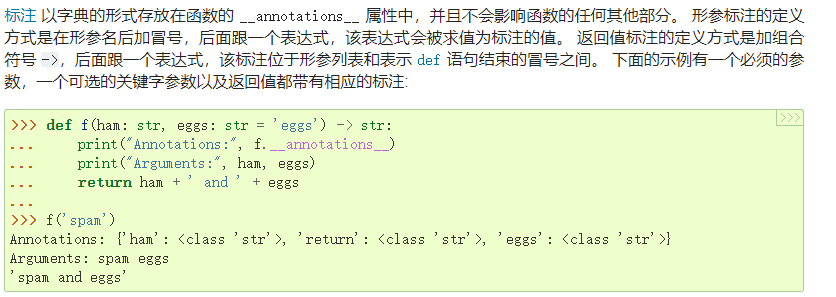 标注 以字典的形式存放在函数的 __annotations__ 属性中，并且不会影响函数的任何其他部分。 形参标注的定义
方式是在形参名后加冒号，后面跟一个表达式，该表达式会被求值为标注的值。 返回值标注的定义方式是加组合
符号 ->，后面跟一个表达式，该标注位于形参列表和表示 def 语句结束的冒号之间。 下面的示例有一个必须的参
数，一个可选的关键字参数以及返回值都带有相应的标注:
>>>
>>> def f(ham: str, eggs: str = 'eggs') -> str:
...     print("Annotations:", f.__annotations__)
...     print("Arguments:", ham, eggs)
...     return ham + ' and ' + eggs
...
>>> f('spam')
Annotations: {'ham': <class 'str'>, 'return': <class 'str'>, 'eggs': <class 'str'>}
Arguments: spam eggs
'spam and eggs'